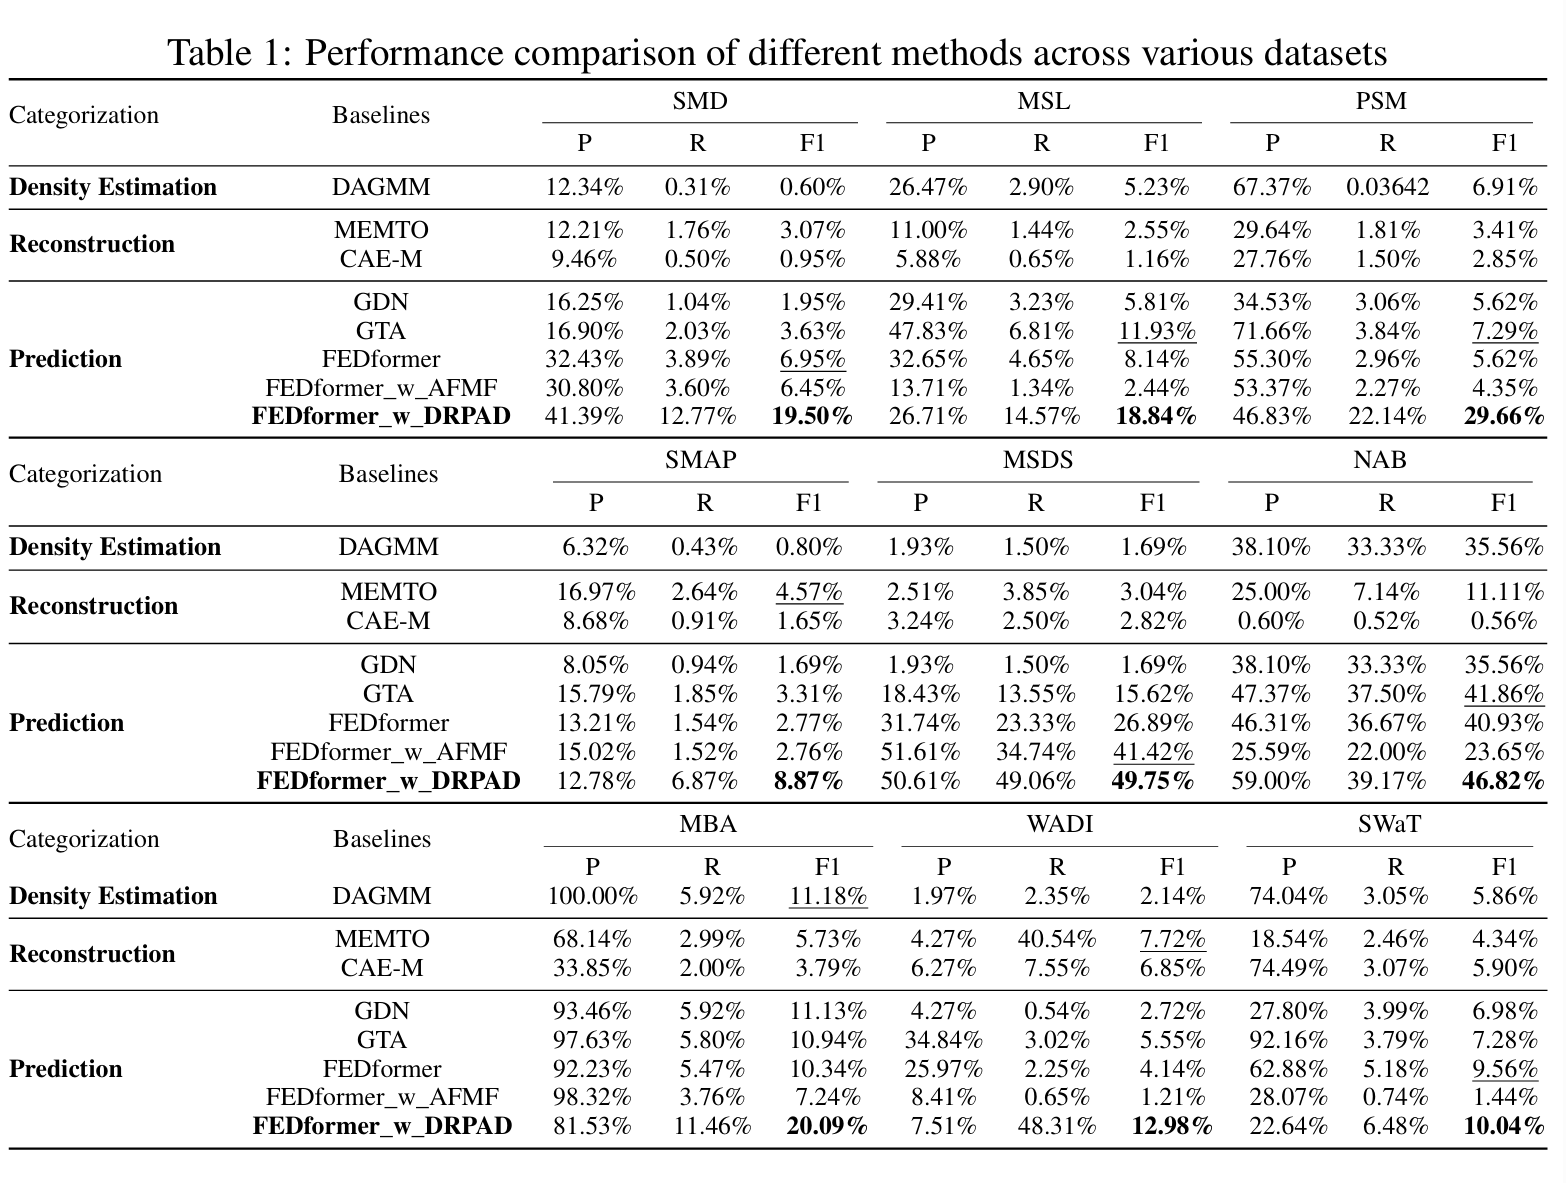 Table 1: Performance comparison of different methods across various datasets
Categorization Baselines SMD MSL PSM
P R F1 P R F1 P R F1
Density Estimation DAGMM 12.34% 0.31% 0.60% 26.47% 2.90% 5.23% 67.37% 0.03642 6.91%
Reconstruction MEMTO 12.21% 1.76% 3.07% 11.00% 1.44% 2.55% 29.64% 1.81% 3.41%
CAE-M 9.46% 0.50% 0.95% 5.88% 0.65% 1.16% 27.76% 1.50% 2.85%
GDN 16.25% 1.04% 1.95% 29.41% 3.23% 5.81% 34.53% 3.06% 5.62%
GTA 16.90% 2.03% 3.63% 47.83% 6.81% 11.93% 71.66% 3.84% 7.29%
Prediction FEDformer 32.43% 3.89% 6.95% 32.65% 4.65% 8.14% 55.30% 2.96% 5.62%
FEDformer_w_AFMF 30.80% 3.60% 6.45% 13.71% 1.34% 2.44% 53.37% 2.27% 4.35%
FEDformer_w_DRPAD 41.39% 12.77% 19.50% 26.71% 14.57% 18.84% 46.83% 22.14% 29.66%
Categorization Baselines SMAP MSDS NAB
P R F1 P R F1 P R F1
Density Estimation DAGMM 6.32% 0.43% 0.80% 1.93% 1.50% 1.69% 38.10% 33.33% 35.56%
Reconstruction MEMTO 16.97% 2.64% 4.57% 2.51% 3.85% 3.04% 25.00% 7.14% 11.11%
CAE-M 8.68% 0.91% 1.65% 3.24% 2.50% 2.82% 0.60% 0.52% 0.56%
GDN 8.05% 0.94% 1.69% 1.93% 1.50% 1.69% 38.10% 33.33% 35.56%
GTA 15.79% 1.85% 3.31% 18.43% 13.55% 15.62% 47.37% 37.50% 41.86%
Prediction FEDformer 13.21% 1.54% 2.77% 31.74% 23.33% 26.89% 46.31% 36.67% 40.93%
FEDformer_w_AFMF 15.02% 1.52% 2.76% 51.61% 34.74% 41.42% 25.59% 22.00% 23.65%
FEDformer_w_DRPAD 12.78% 6.87% 8.87% 50.61% 49.06% 49.75% 59.00% 39.17% 46.82%
Categorization Baselines MBA WADI SWaT
P R F1 P R F1 P R F1
Density Estimation DAGMM 100.00% 5.92% 11.18% 1.97% 2.35% 2.14% 74.04% 3.05% 5.86%
Reconstruction MEMTO 68.14% 2.99% 5.73% 4.27% 40.54% 7.72% 18.54% 2.46% 4.34%
CAE-M 33.85% 2.00% 3.79% 6.27% 7.55% 6.85% 74.49% 3.07% 5.90%
GDN 93.46% 5.92% 11.13% 4.27% 0.54% 2.72% 27.80% 3.99% 6.98%
GTA 97.63% 5.80% 10.94% 34.84% 3.02% 5.55% 92.16% 3.79% 7.28%
Prediction FEDformer 92.23% 5.47% 10.34% 25.97% 2.25% 4.14% 62.88% 5.18% 9.56%
FEDformer_w_AFMF 98.32% 3.76% 7.24% 8.41% 0.65% 1.21% 28.07% 0.74% 1.44%
FEDformer_w_DRPAD 81.53% 11.46% 20.09% 7.51% 48.31% 12.98% 22.64% 6.48% 10.04%